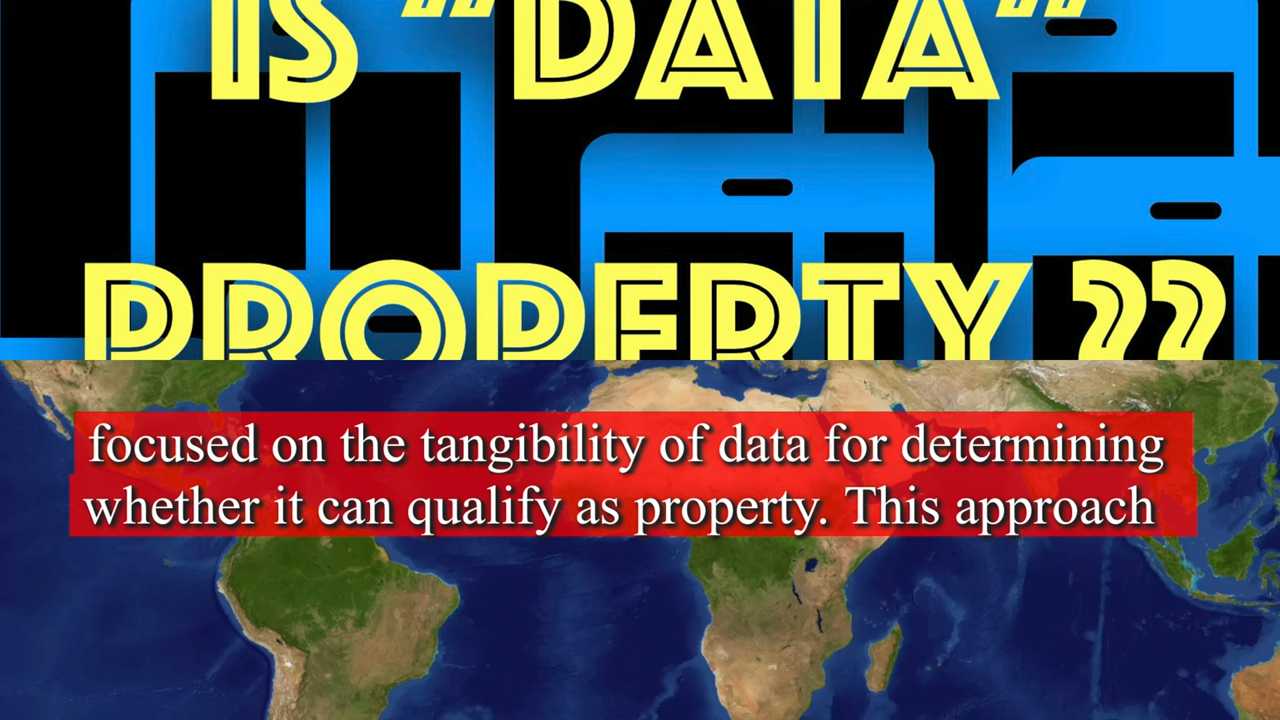 IS "DATA"
PROPERTY ??
focused on the tangibility of data for determining
whether it can qualify as property. This approach